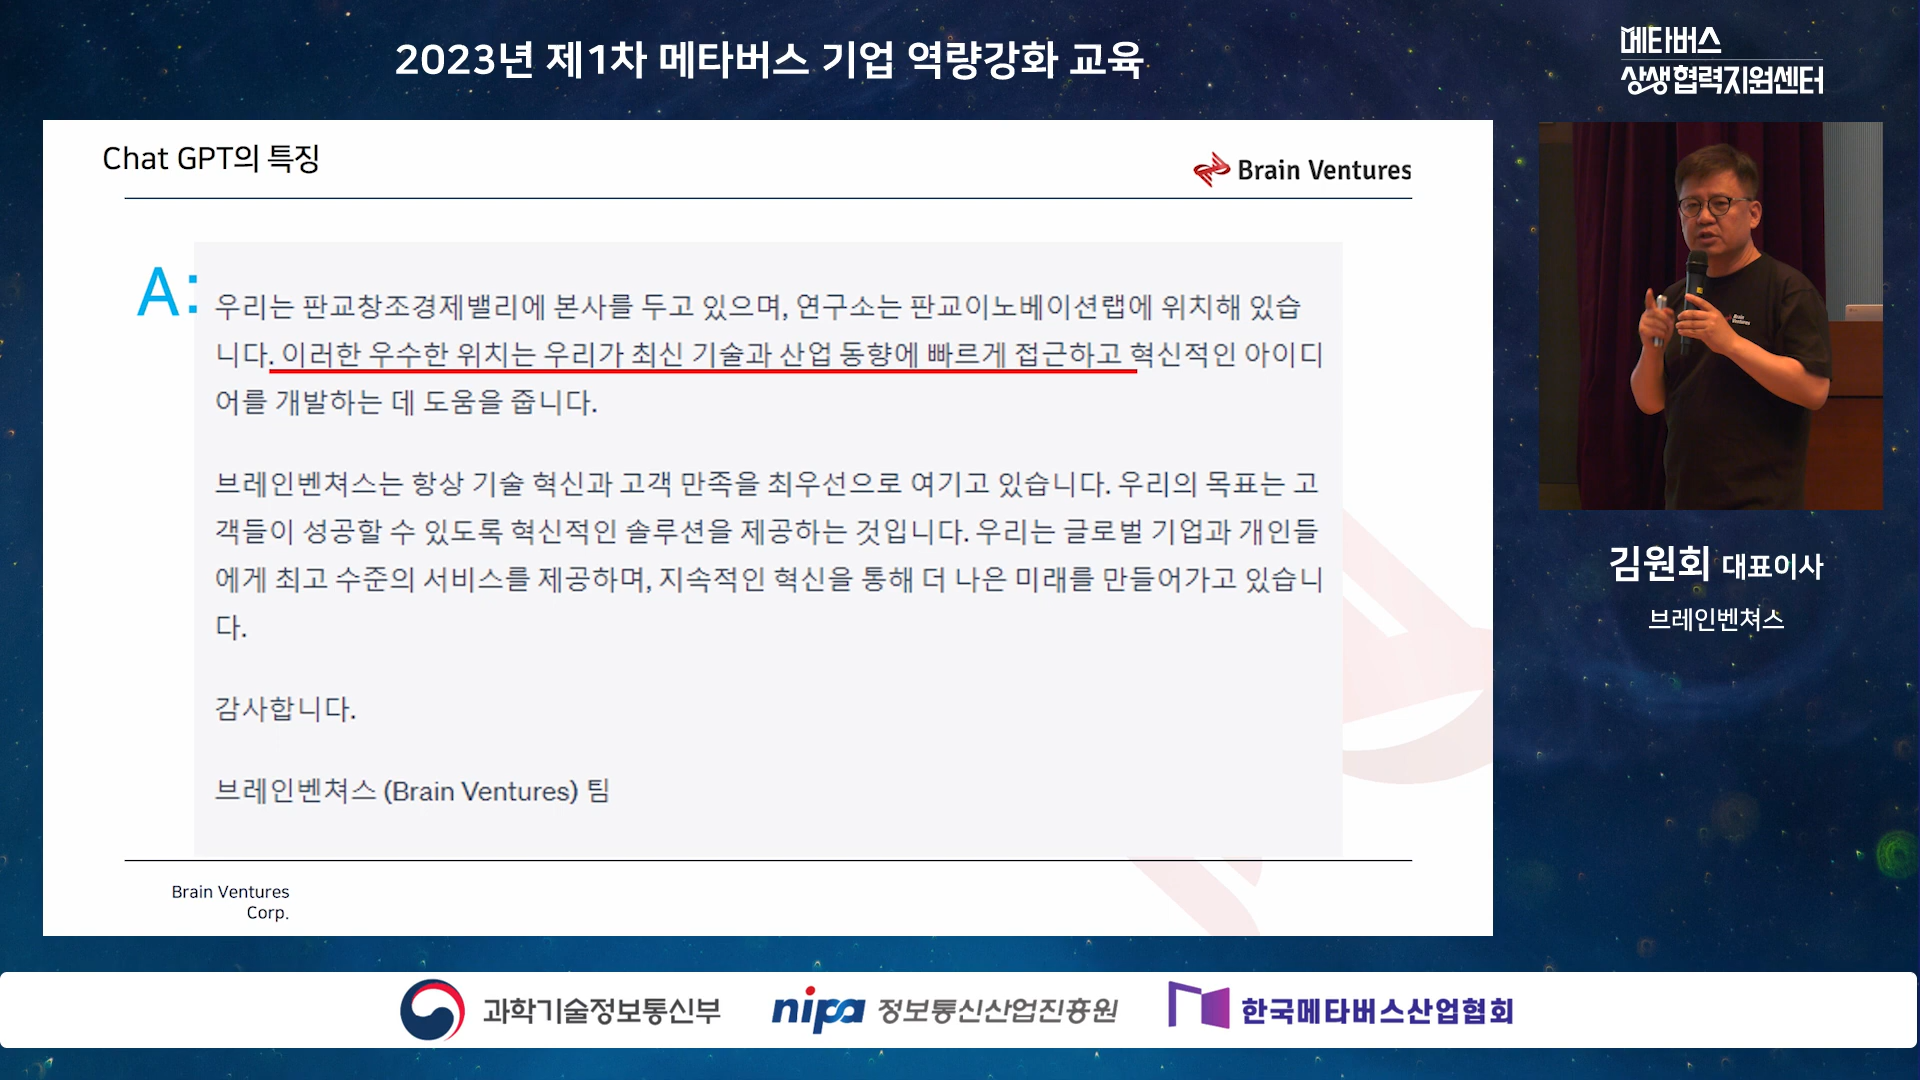 2023년 제1차 메타버스 기업 역량강화 교육
메타버스
상생협력지원센터
Chat GPT의 특징
Brain Ventures
A:
우리는 판교창조경제밸리에 본사를 두고 있으며, 연구소는 판교이노베이션랩에 위치해 있습
니다. 이러한 우수한 위치는 우리가 최신 기술과 산업 동향에 빠르게 접근하고 혁신적인 아이디
어를 개발하는 데 도움을 줍니다.
브레인벤쳐스는 항상 기술 혁신과 고객 만족을 최우선으로 여기고 있습니다. 우리의 목표는 고
객들이 성공할 수 있도록 혁신적인 솔루션을 제공하는 것입니다. 우리는 글로벌 기업과 개인들
에게 최고 수준의 서비스를 제공하며, 지속적인 혁신을 통해 더 나은 미래를 만들어가고 있습니
다.
감사합니다.
브레인벤쳐스 (Brain Ventures) 팀
Brain Ventures
Corp.
Brain
Ventures
김원회 대표이사
브레인벤쳐스
과학기술정보통신부
nipa 정보통신산업진흥원
한국메타버스산업협회